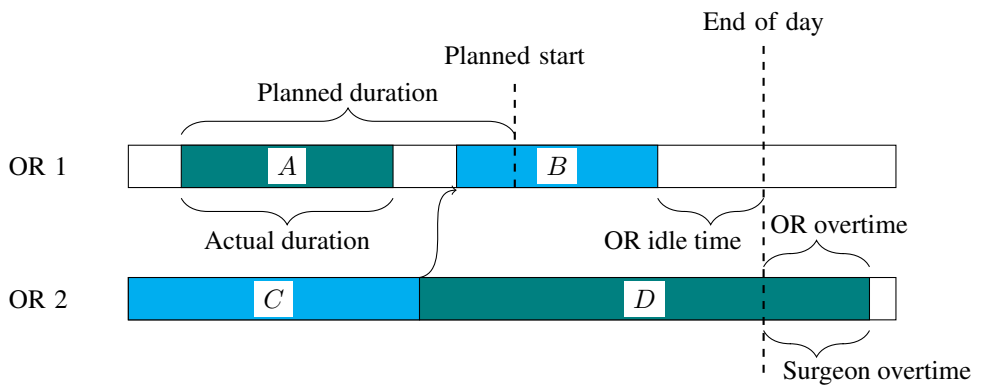 End of day
Planned start
Planned duration
OR 1
A
B
Actual duration
OR idle time
OR overtime
OR 2
C
D
Surgeon overtime